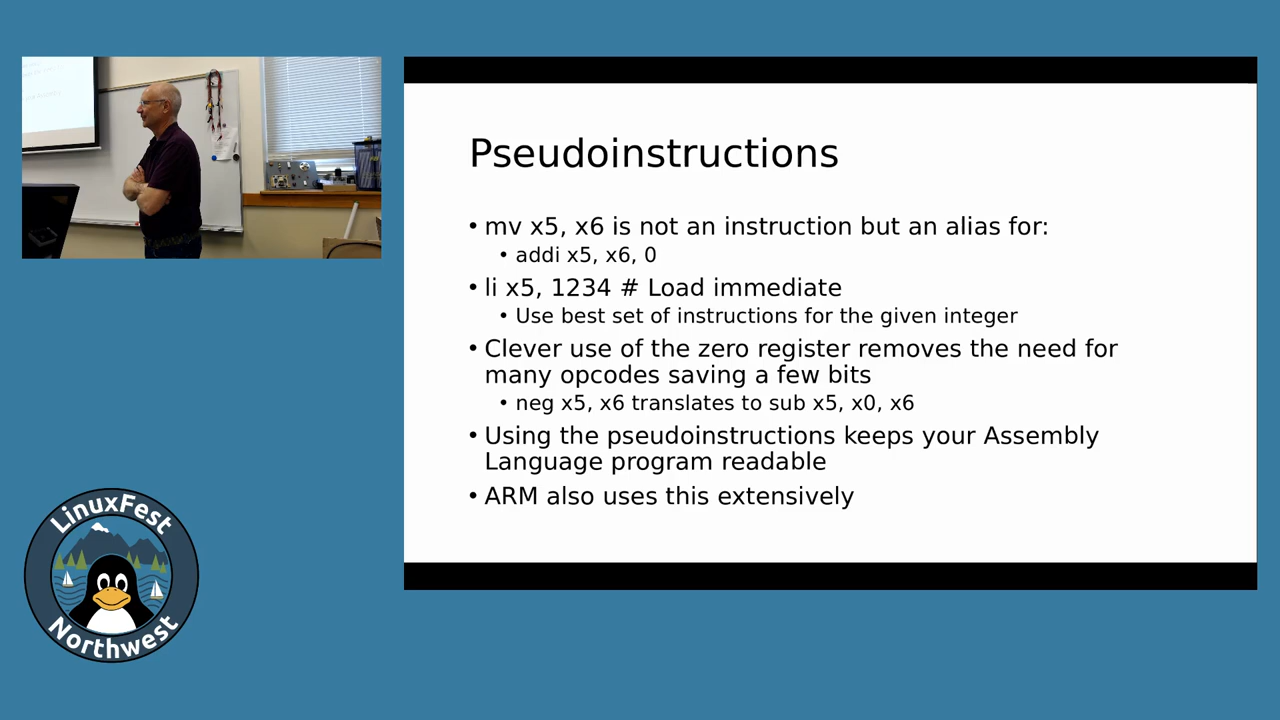 Pseudoinstructions
• mv x5, x6 is not an instruction but an alias for:
• addi x5, x6, 0
• li x5, 1234 # Load immediate
• Use best set of instructions for the given integer
• Clever use of the zero register removes the need for
many opcodes saving a few bits
• neg x5, x6 translates to sub x5, x0, x6
• Using the pseudoinstructions keeps your Assembly
Language program readable
• ARM also uses this extensively
LinuxFest
Northwest